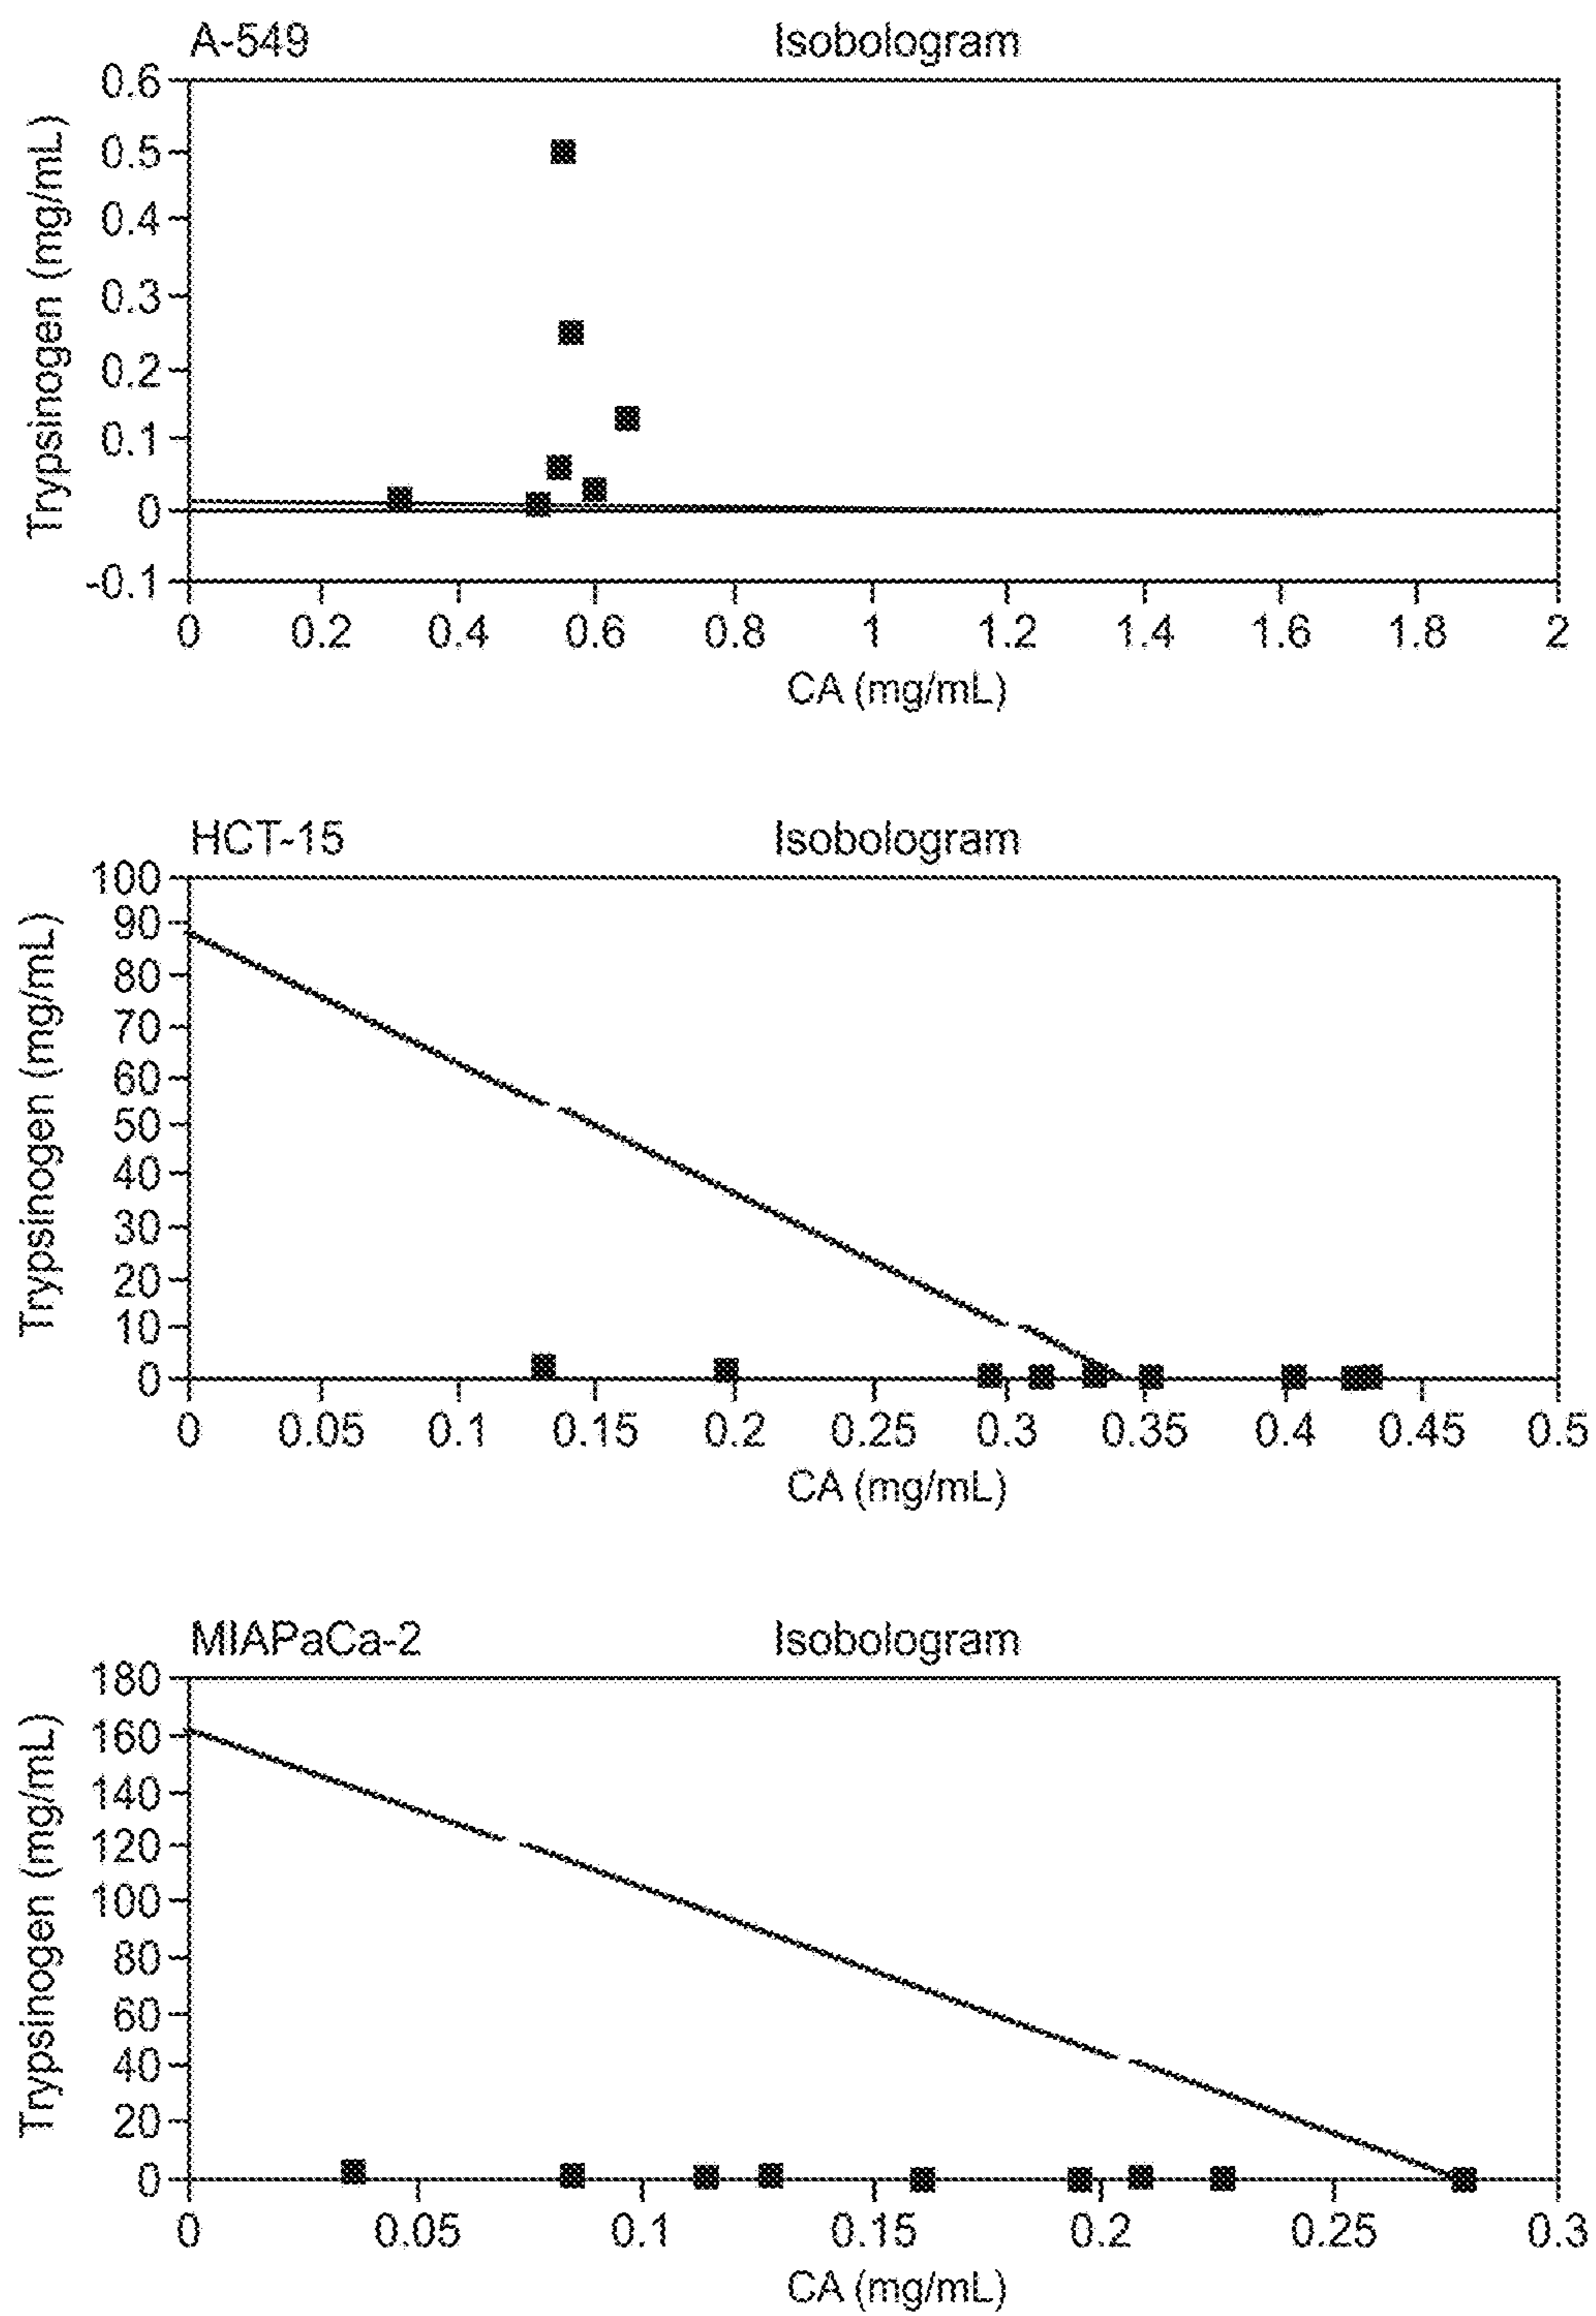 A-549 Isobologram
Trypsinogen (mg/mL)
0.6
0.5
0.4
0.3
0.2
0.1
0
-0.1
0 0.2 0.4 0.6 0.8 1 1.2 1.4 1.6 1.8 2
CA (mg/mL)
HCT-15 Isobologram
Trypsinogen (mg/mL)
100
90
80
70
60
50
40
30
20
10
0
0 0.05 0.1 0.15 0.2 0.25 0.3 0.35 0.4 0.45 0.5
CA (mg/mL)
MIAPaCa-2 Isobologram
Trypsinogen (mg/mL)
180
160
140
120
100
80
60
40
20
0
0 0.05 0.1 0.15 0.2 0.25 0.3
CA (mg/mL)